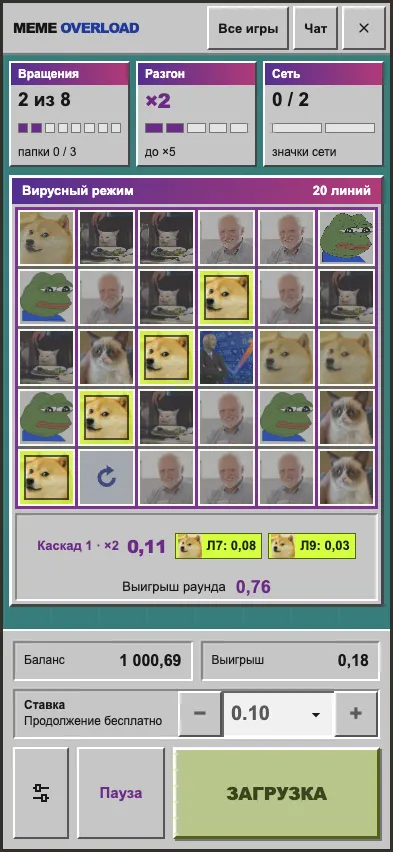 MEME OVERLOAD
Все игры
Чат
×
Вращения
2 из 8
папки 0 / 3
Разгон
×2
до ×5
Сеть
0 / 2
значки сети
Вирусный режим
20 линий
Каскад 1 · ×2 0,11
Л7: 0,08
Л9: 0,03
Выигрыш раунда 0,76
Баланс 1 000,69
Выигрыш 0,18
Ставка
Продолжение бесплатно
−
0.10
+
Пауза
ЗАГРУЗКА